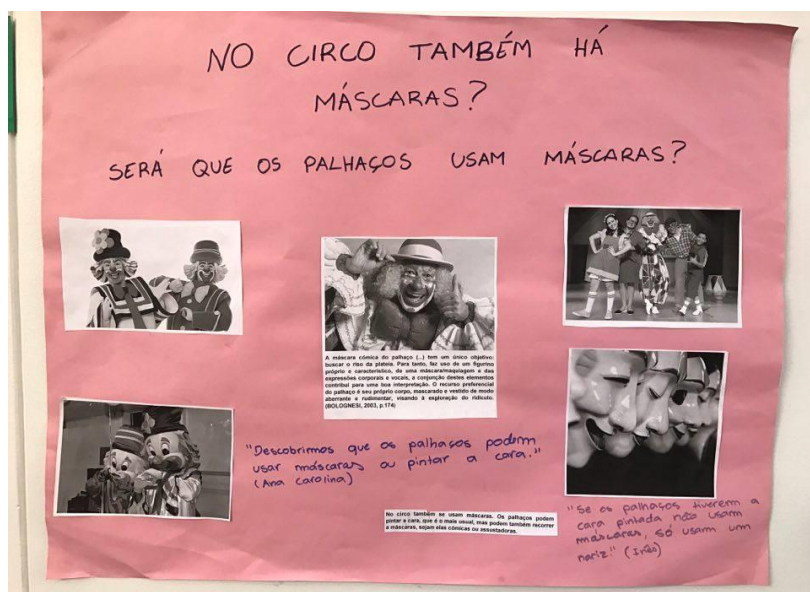 NO CIRCO TAMBÉM HÁ
MÁSCARAS?
SERÁ QUE OS PALHAÇOS USAM MÁSCARAS?
A máscara cómica do palhaço (...) tem um único objetivo:
buscar o riso da plateia. Para tanto, faz uso de um figurino
próprio e característico, de uma máscara/maquiagem e das
expressões corporais e vocais, a conjunção destes elementos
contribui para uma boa interpretação. O recurso preferencial
do palhaço é seu próprio corpo, mascarado e vestido de modo
aberrante e rudimentar, visando à exploração do ridículo.
(BOLOGNESI, 2003, p.174)
"Descobrimos que os palhaços podem
usar máscaras ou pintar a cara."
(Ana Carolina)
No circo também se usam máscaras. Os palhaços podem
pintar a cara, que é o mais usual, mas podem também recorrer
a máscaras, sejam elas cómicas ou assustadoras.
"Se os palhaços tiverem a
cara pintada não usam
máscaras, só usam um
nariz!" (Inês)